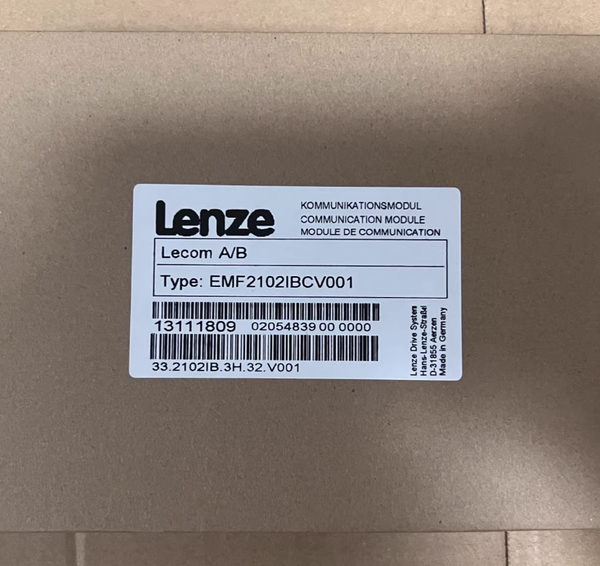 Lenze
KOMMUNIKATIONSMODUL
COMMUNICATION MODULE
MODULE DE COMMUNICATION
Lecom A/B
Type: EMF2102IBCV001
13111809 02054839 00 0000
33.2102IB.3H.32.V001
Lenze Drive System
Hans-Lenze-Straße
D-31855 Aerzen
Made in Germany